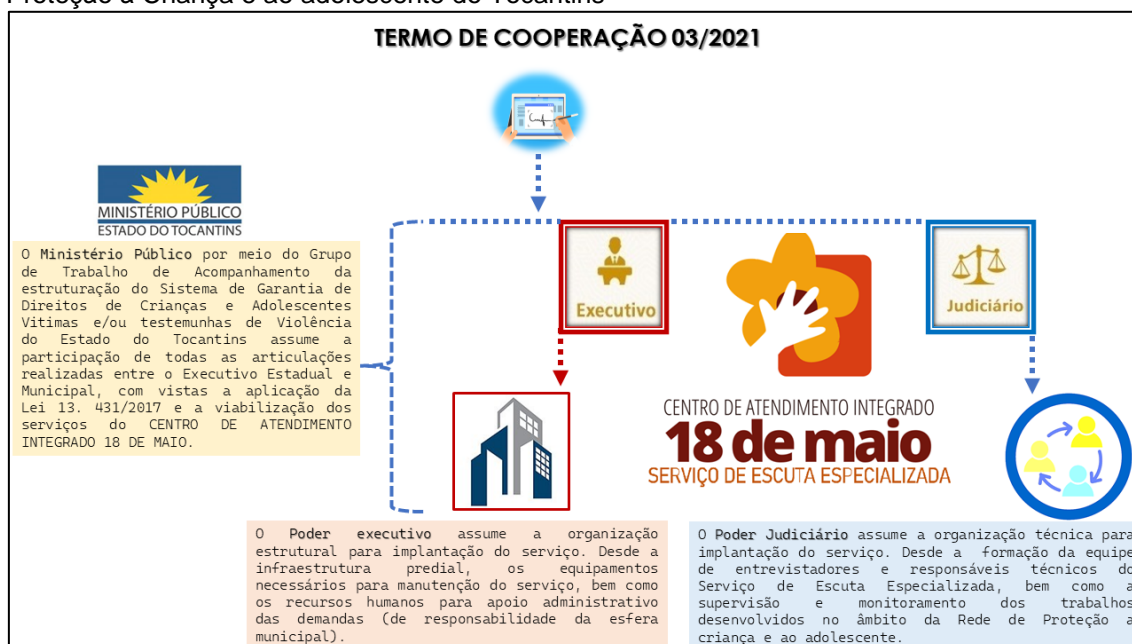 Proteção à Criança e ao adolescente do Tocantins
TERMO DE COOPERAÇÃO 03/2021
MINISTÉRIO PÚBLICO
ESTADO DO TOCANTINS
O Ministério Público por meio do Grupo
de Trabalho de Acompanhamento da
estruturação do Sistema de Garantia de
Direitos de Crianças e Adolescentes
Vitimas e/ou testemunhas de Violência
do Estado do Tocantins assume a
participação de todas as articulações
realizadas entre o Executivo Estadual e
Municipal, com vistas a aplicação da
Lei 13. 431/2017 e a viabilização dos
serviços do CENTRO DE ATENDIMENTO
INTEGRADO 18 DE MAIO.
Executivo
Judiciário
CENTRO DE ATENDIMENTO INTEGRADO
18 de maio
SERVIÇO DE ESCUTA ESPECIALIZADA
O Poder executivo assume a organização
estrutural para implantação do serviço. Desde a
infraestrutura predial, os equipamentos
necessários para manutenção do serviço, bem como
os recursos humanos para apoio administrativo
das demandas (de responsabilidade da esfera
municipal).
O Poder Judiciário assume a organização técnica para
implantação do serviço. Desde a formação da equipe
de entrevistadores e responsáveis técnicos do
Serviço de Escuta Especializada, bem como a
supervisão e monitoramento dos trabalhos
desenvolvidos no âmbito da Rede de Proteção a
criança e ao adolescente.